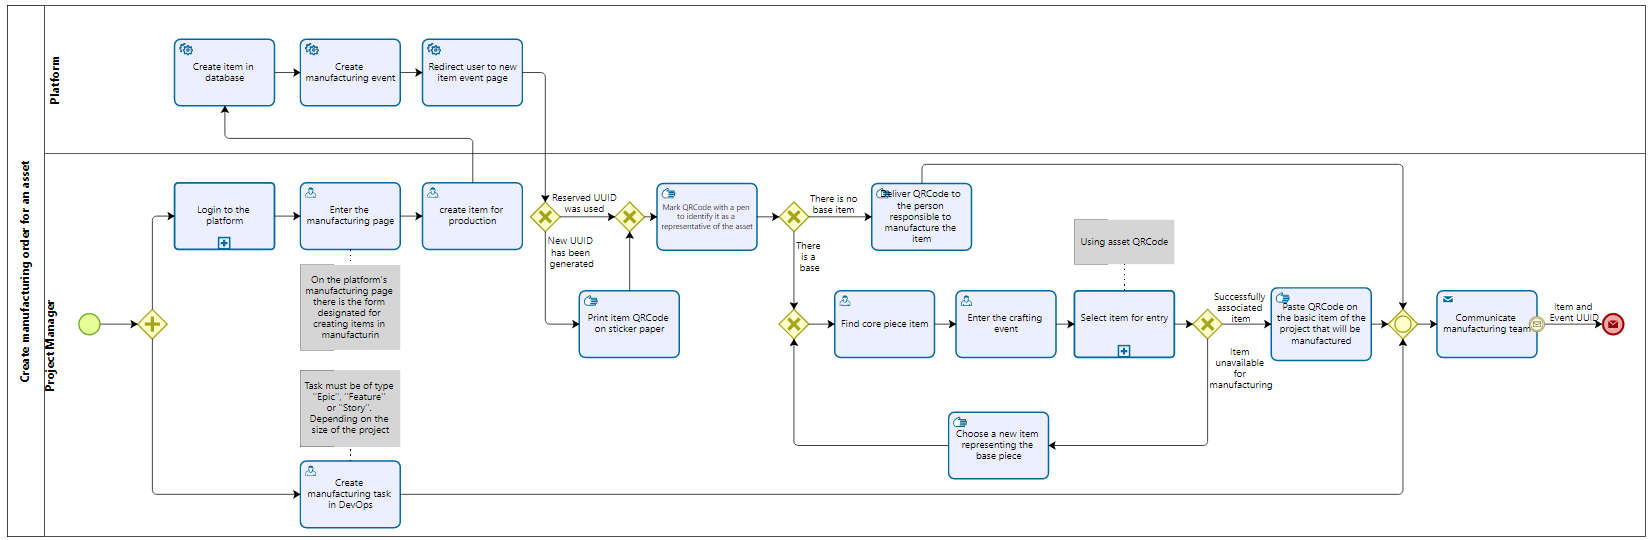 Create manufacturing order for an asset
Platform
Create item in
database
Create
manufacturing event
Redirect user to new
item event page
Project Manager
Login to the
platform
Enter the
manufacturing page
create item for
production
On the platform's
manufacturing page
there is the form
designated for
creating items in
manufacturin
Task must be of type
"Epic", "Feature"
or "Story".
Depending on the
size of the project
Create
manufacturing task
in DevOps
Reserved UUID
was used
New UUID
has been
generated
Print item QRCode
on sticker paper
Mark QRCode with a pen
to identify it as a
representative of the asset
There is no
base item
There
is a
base
Deliver QRCode to
the person
responsible to
manufacture the
item
Find core piece item
Enter the crafting
event
Using asset QRCode
Select item for entry
Successfully
associated
item
Item
unavailable
for
manufacturing
Choose a new item
representing the
base piece
Paste QRCode on
the basic item of the
project that will be
manufactured
Communicate
manufacturing team
Item and
Event UUID